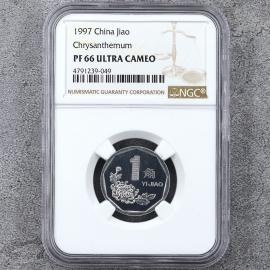 1997 China Jiao
Chrysanthemum
PF 66 ULTRA CAMEO
4791239-049
NUMISMATIC GUARANTY CORPORATION
NGC
1 角
YI JIAO